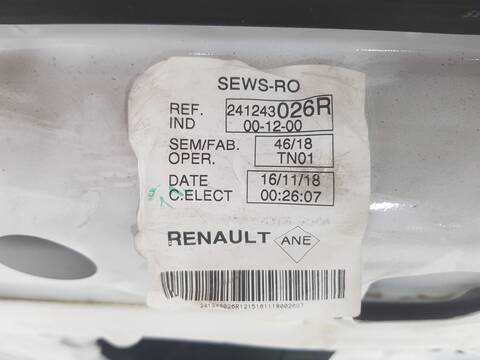 SEWS-RO
REF. 241243026R
IND 00-12-00
SEM/FAB. 46/18
OPER. TN01
DATE 16/11/18
C.ELECT 00:26:07
RENAULT ANE